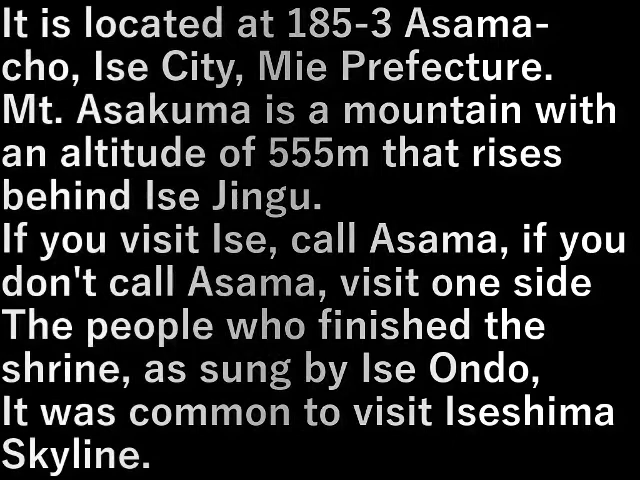 It is located at 185-3 Asama-
cho, Ise City, Mie Prefecture.
Mt. Asakuma is a mountain with
an altitude of 555m that rises
behind Ise Jingu.
If you visit Ise, call Asama, if you
don't call Asama, visit one side
The people who finished the
shrine, as sung by Ise Ondo,
It was common to visit Iseshima
Skyline.